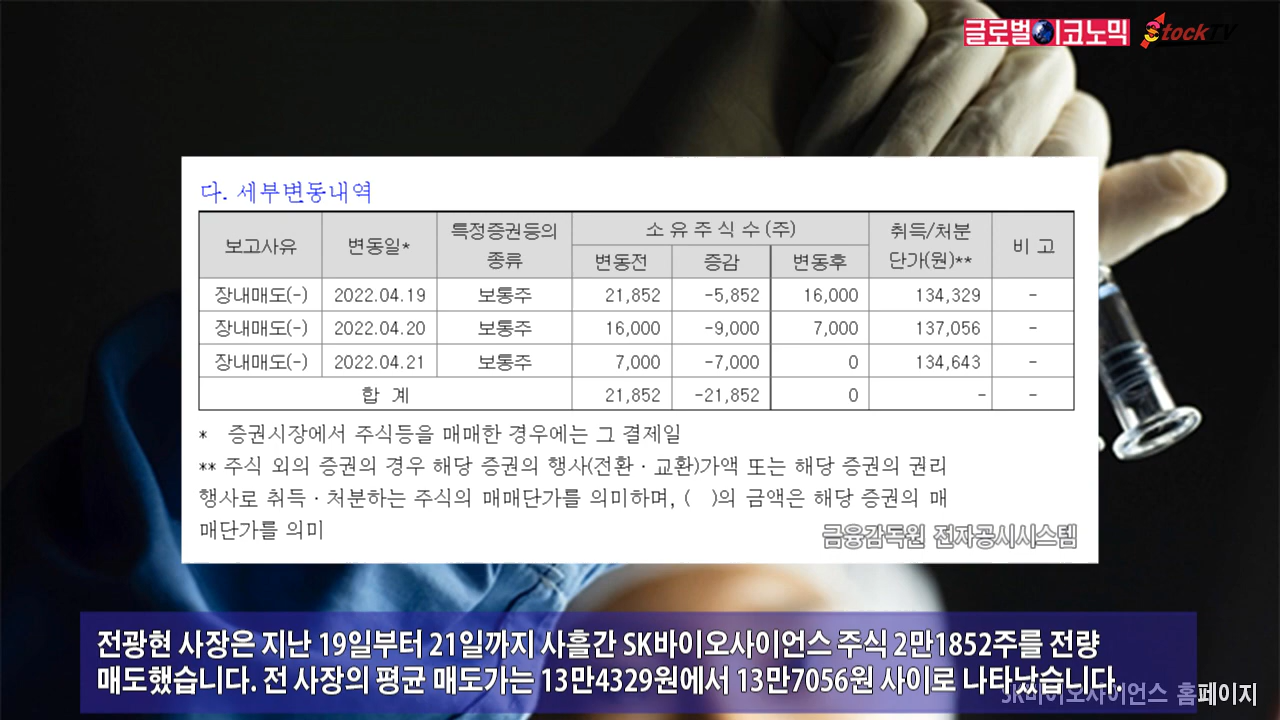 글로벌이코노믹 StockTV
다. 세부변동내역
보고사유 변동일* 특정증권등의 종류 소 유 주 식 수 (주) 취득/처분 단가(원)** 비 고
변동전 증감 변동후
장내매도(-) 2022.04.19 보통주 21,852 -5,852 16,000 134,329 -
장내매도(-) 2022.04.20 보통주 16,000 -9,000 7,000 137,056 -
장내매도(-) 2022.04.21 보통주 7,000 -7,000 0 134,643 -
합 계 21,852 -21,852 0 - -
* 증권시장에서 주식등을 매매한 경우에는 그 결제일
** 주식 외의 증권의 경우 해당 증권의 행사(전환ㆍ교환)가액 또는 해당 증권의 권리
행사로 취득ㆍ처분하는 주식의 매매단가를 의미하며, ( )의 금액은 해당 증권의 매
매단가를 의미
금융감독원 전자공시시스템
전광현 사장은 지난 19일부터 21일까지 사흘간 SK바이오사이언스 주식 2만1852주를 전량
매도했습니다. 전 사장의 평균 매도가는 13만4329원에서 13만7056원 사이로 나타났습니다.
SK바이오사이언스 홈페이지